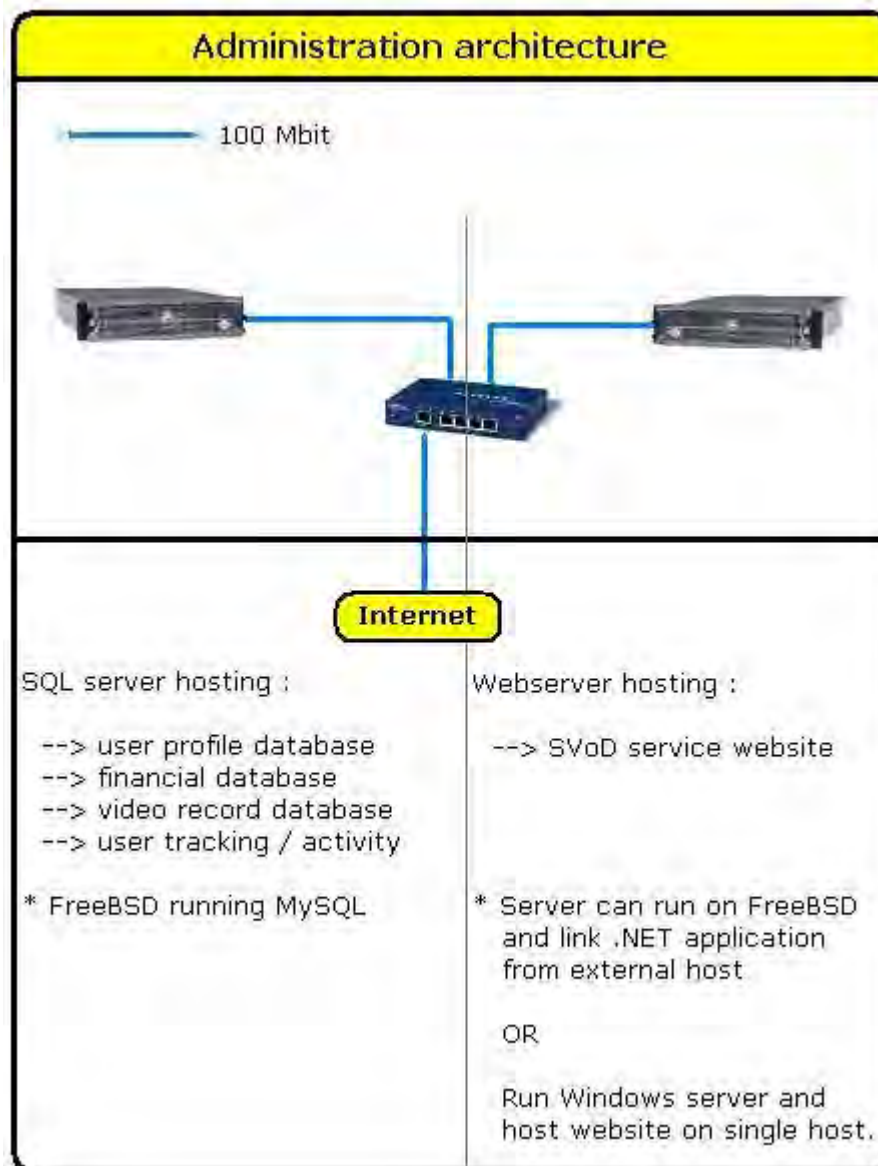 Administration architecture
100 Mbit
Internet
SQL server hosting :
--> user profile database
--> financial database
--> video record database
--> user tracking / activity
* FreeBSD running MySQL
Webserver hosting :
--> SVoD service website
* Server can run on FreeBSD
and link .NET application
from external host
OR
Run Windows server and
host website on single host.